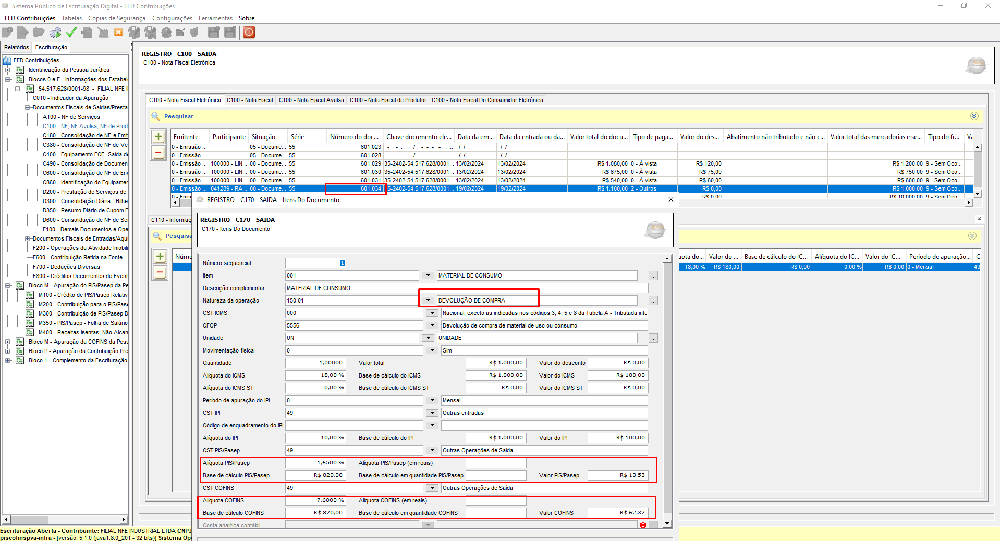 Sistema Público de Escrituração Digital - EFD Contribuições
EFD Contribuições Tabelas Cópias de Segurança Configurações Ferramentas Sobre
Relatórios Escrituração
EFD Contribuições
Identificação da Pessoa Jurídica
Blocos 0 e F - Informações dos Estabele
54.517.628/0001-98 - FILIAL NFE I
C010 - Indicador da Apuração
Documentos Fiscais de Saídas/Presta
A100 - NF de Serviços
C100 - NF, NF Avulsa, NF de Prod
C180 - Consolidação de NF-e Emit
C380 - Consolidação de NF de Ve
C400 - Equipamento ECF- Saída de
C490 - Consolidação de Document
C600 - Consolidação de NF de Ene
C860 - Identificação do Equipamen
D200 - Prestação de Serviços de T
D300 - Consolidação Diária - Bilhe
D350 - Resumo Diário de Cupom F
D600 - Consolidação de NF de Ser
F100 - Demais Documentos e Ope
Documentos Fiscais de Entradas/Aqui
F200 - Operações da Atividade Imobili
F600 - Contribuição Retida na Fonte
F700 - Deduções Diversas
F800 - Créditos Decorrentes de Event
Bloco M - Apuração do PIS/Pasep da Pe
M100 - Crédito de PIS/Pasep Relativ
M200 - Contribuição para o PIS/Pase
M300 - Contribuição de PIS/Pasep D
M350 - PIS/Pasep - Folha de Salário
M400 - Receitas Isentas, Não Alcan
Bloco M - Apuração da COFINS da Pess
Bloco P - Apuração da Contribuição Pre
Bloco 1 - Complemento da Escrituração
REGISTRO - C100 - SAIDA
C100 - Nota Fiscal Eletrônica
C100 - Nota Fiscal Eletrônica C100 - Nota Fiscal C100 - Nota Fiscal Avulsa C100 - Nota Fiscal de Produtor C100 - Nota Fiscal Do Consumidor Eletrônica
Pesquisar
Emitente Participante Situação Série Número do doc... Chave documento ele... Data da em... Data da entrada ou da... Valor total do docu... Tipo de paga... Valor do des... Abatimento não tributado e não c... Valor total das mercadorias e se... Tipo do fr... Va
0 - Emissão ... 05 - Docume... 55 601.023 - - . . / - - - - . ... / / / /
0 - Emissão ... 05 - Docume... 55 601.028 - - . . / - - - - . ... / / / /
0 - Emissão ... 100000 - LIN... 00 - Docume... 55 601.029 35-2402-54.517.628/0001... 13/02/2024 13/02/2024 R$ 1.080,00 0 - À vista R$ 120,00 R$ 1.200,00 9 - Sem Oco...
0 - Emissão ... 100000 - LIN... 00 - Docume... 55 601.030 35-2402-54.517.628/0001... 13/02/2024 13/02/2024 R$ 675,00 0 - À vista R$ 75,00 R$ 750,00 9 - Sem Oco...
0 - Emissão ... 100000 - LIN... 00 - Docume... 55 601.031 35-2402-54.517.628/0001... 13/02/2024 13/02/2024 R$ 540,00 0 - À vista R$ 60,00 R$ 600,00 9 - Sem Oco...
0 - Emissão ... 041289 - RA... 00 - Docume... 55 601.034 35-2402-54.517.628/0001... 19/02/2024 19/02/2024 R$ 1.100,00 2 - Outros R$ 0,00 R$ 1.000,00 9 - Sem Oco...
0 - Emiss R$ 0,00 R$ 10.000,00 9 - Sem Oco...
C110 - Informaç
Pesquisa
Núme uota do... Valor do ... Base de cálculo do IC... Alíquota do IC... Valor do IC... Período de apuração... C
18,00 % R$ 180,00 R$ 0,00 0,00 % R$ 0,00 0 - Mensal 49
REGISTRO - C170 - SAIDA - Itens Do Documento
REGISTRO - C170 - SAIDA
C170 - Itens Do Documento
Número sequencial 1
Item 001 MATERIAL DE CONSUMO ...
Descrição complementar MATERIAL DE CONSUMO
Natureza da operação 150.01 DEVOLUÇÃO DE COMPRA ...
CST ICMS 000 Nacional, exceto as indicadas nos códigos 3, 4, 5 e 8 da Tabela A - Tributada inte
CFOP 5556 Devolução de compra de material de uso ou consumo
Unidade UN UNIDADE ...
Movimentação física 0 Sim
Quantidade 1,00000 Valor total R$ 1.000,00 Valor do desconto R$ 0,00
Alíquota do ICMS 18,00 % Base de cálculo do ICMS R$ 1.000,00 Valor do ICMS R$ 180,00
Alíquota do ICMS ST 0,00 % Base de cálculo do ICMS ST R$ 0,00 Valor do ICMS ST R$ 0,00
Período de apuração do IPI 0 Mensal
CST IPI 49 Outras entradas
Código de enquadramento do IPI
Alíquota do IPI 10,00 % Base de cálculo do IPI R$ 1.000,00 Valor do IPI R$ 100,00
CST PIS/Pasep 49 Outras Operações de Saída
Alíquota PIS/Pasep 1,6500 % Alíquota PIS/Pasep (em reais)
Base de cálculo PIS/Pasep R$ 820,00 Base de cálculo em quantidade PIS/Pasep Valor PIS/Pasep R$ 13,53
CST COFINS 49 Outras Operações de Saída
Alíquota COFINS 7,6000 % Alíquota COFINS (em reais)
Base de cálculo COFINS R$ 820,00 Base de cálculo em quantidade COFINS Valor COFINS R$ 62,32
Conta analítica contábil E ...
Escrituração Aberta - Contribuinte: FILIAL NFE INDUSTRIAL LTDA CNPJ
piscofinspva-infra - [versão: 5.1.0 (java1.8.0_201 - 32 bits)] Sistema Op